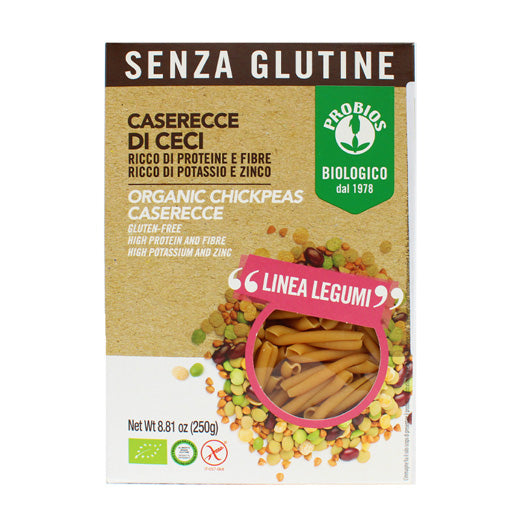 SENZA GLUTINE
CASERECCE
DI CECI
RICCO DI PROTEINE E FIBRE
RICCO DI POTASSIO E ZINCO
ORGANIC CHICKPEAS
CASERECCE
GLUTEN-FREE
HIGH PROTEIN AND FIBRE
HIGH POTASSIUM AND ZINC
PROBIOS
BIOLOGICO
dal 1978
“LINEA LEGUMI”
Net Wt 8.81 oz (250g)